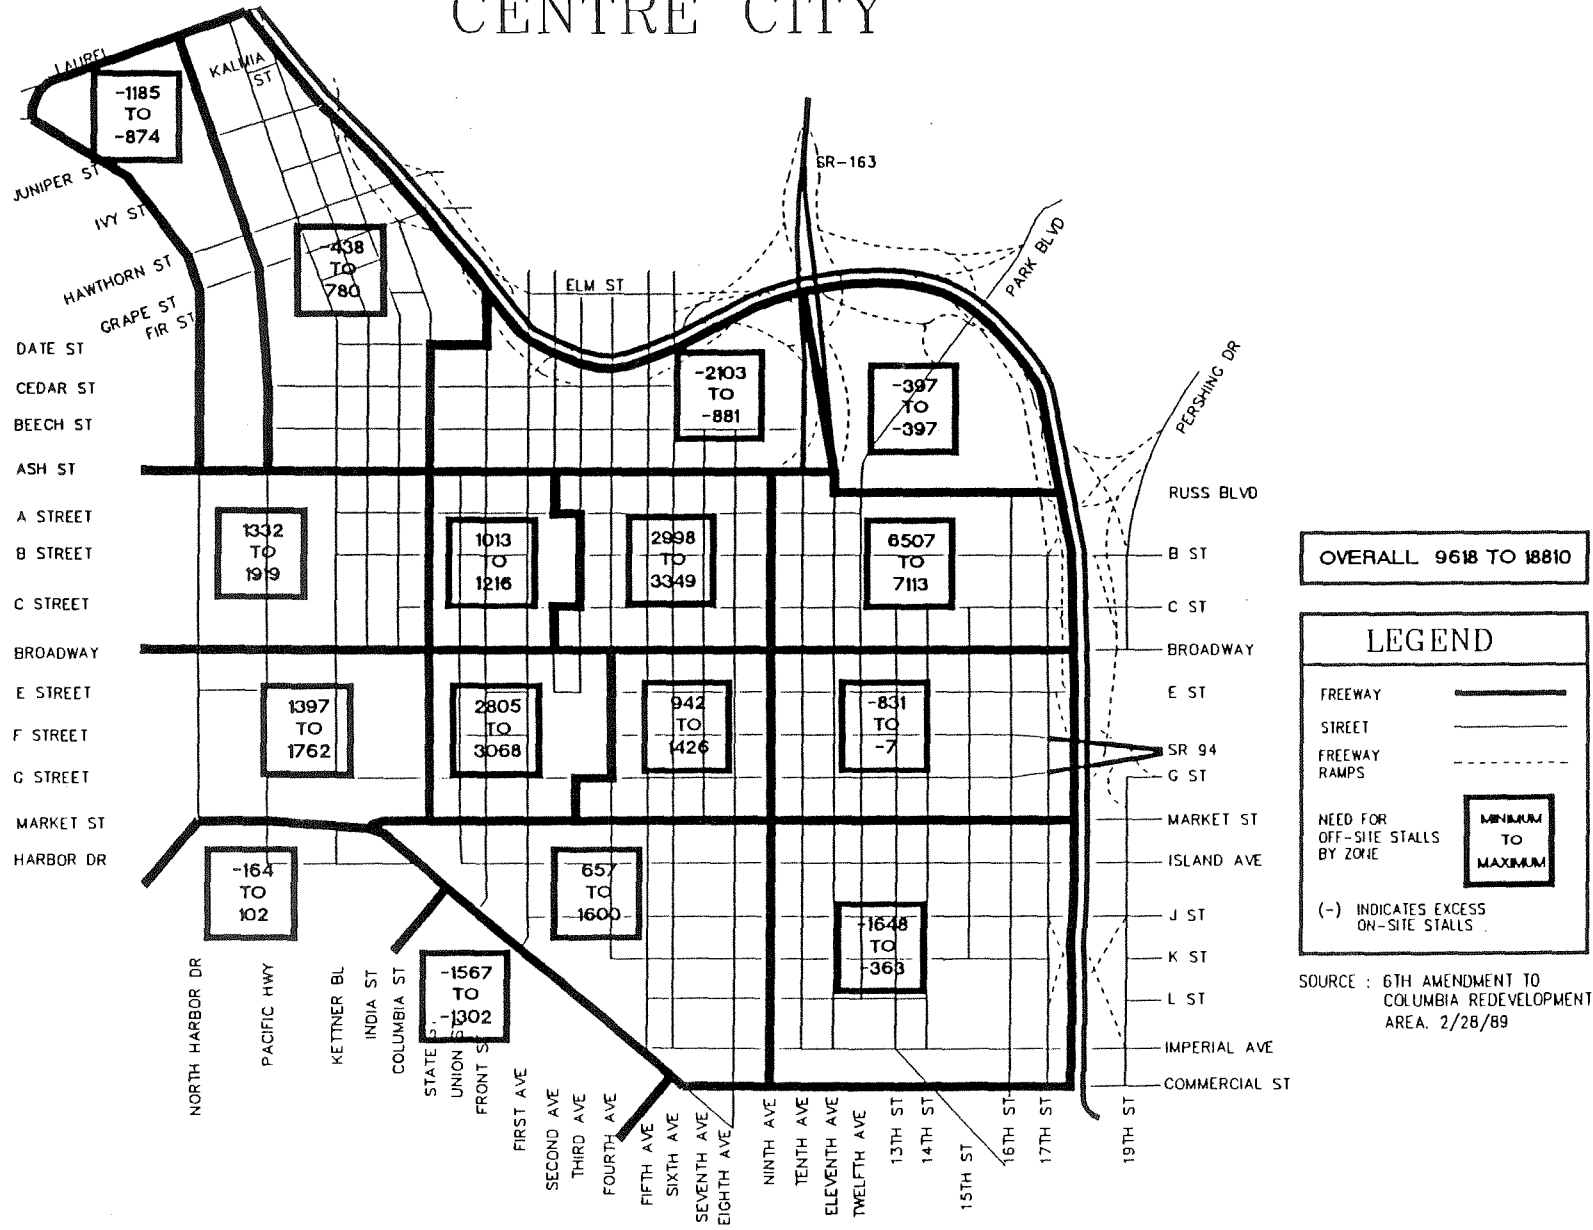 CENTRE CITY
LAUREL
KALMIA
ST
-1185
TO
-874
SR-163
JUNIPER ST
IVY ST
HAWTHORN ST
GRAPE ST
FIR ST
-438
TO
780
ELM ST
PARK BLVD
PERSHING DR
DATE ST
CEDAR ST
BEECH ST
ASH ST
-2103
TO
-881
-397
TO
-397
RUSS BLVD
A STREET
B STREET
C STREET
BROADWAY
1332
TO
1919
1013
TO
1216
2998
TO
3349
6507
TO
7113
B ST
C ST
BROADWAY
E STREET
F STREET
G STREET
MARKET ST
HARBOR DR
1397
TO
1762
2805
TO
3068
942
TO
1426
-831
TO
-7
E ST
SR 94
G ST
MARKET ST
ISLAND AVE
J ST
K ST
L ST
IMPERIAL AVE
COMMERCIAL ST
-164
TO
102
657
TO
1600
-1648
TO
-363
-1567
TO
-1302
NORTH HARBOR DR
PACIFIC HWY
KETTNER BL
INDIA ST
COLUMBIA ST
STATE ST
UNION ST
FRONT ST
FIRST AVE
SECOND AVE
THIRD AVE
FOURTH AVE
FIFTH AVE
SIXTH AVE
SEVENTH AVE
EIGHTH AVE
NINTH AVE
TENTH AVE
ELEVENTH AVE
TWELFTH AVE
13TH ST
14TH ST
15TH ST
16TH ST
17TH ST
19TH ST
OVERALL 9618 TO 18810
LEGEND
FREEWAY
STREET
FREEWAY
RAMPS
NEED FOR
OFF-SITE STALLS
BY ZONE
MINIMUM
TO
MAXIMUM
(-) INDICATES EXCESS
ON-SITE STALLS
SOURCE : 6TH AMENDMENT TO
COLUMBIA REDEVELOPMENT
AREA. 2/28/89